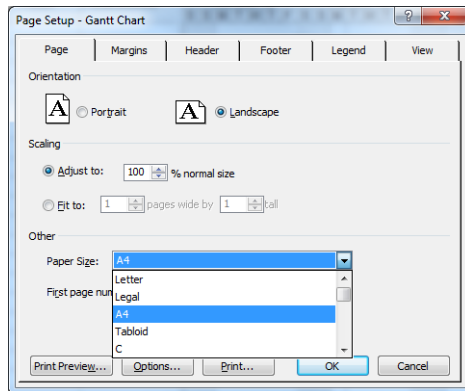 Page Setup - Gantt Chart
Page Margins Header Footer Legend View
Orientation
A Portrait A Landscape
Scaling
Adjust to: 100 % normal size
Fit to: 1 pages wide by 1 tall
Other
Paper Size: A4
Letter
First page num Legal
A4
Tabloid
C
Print Preview... Options... Print... OK Cancel